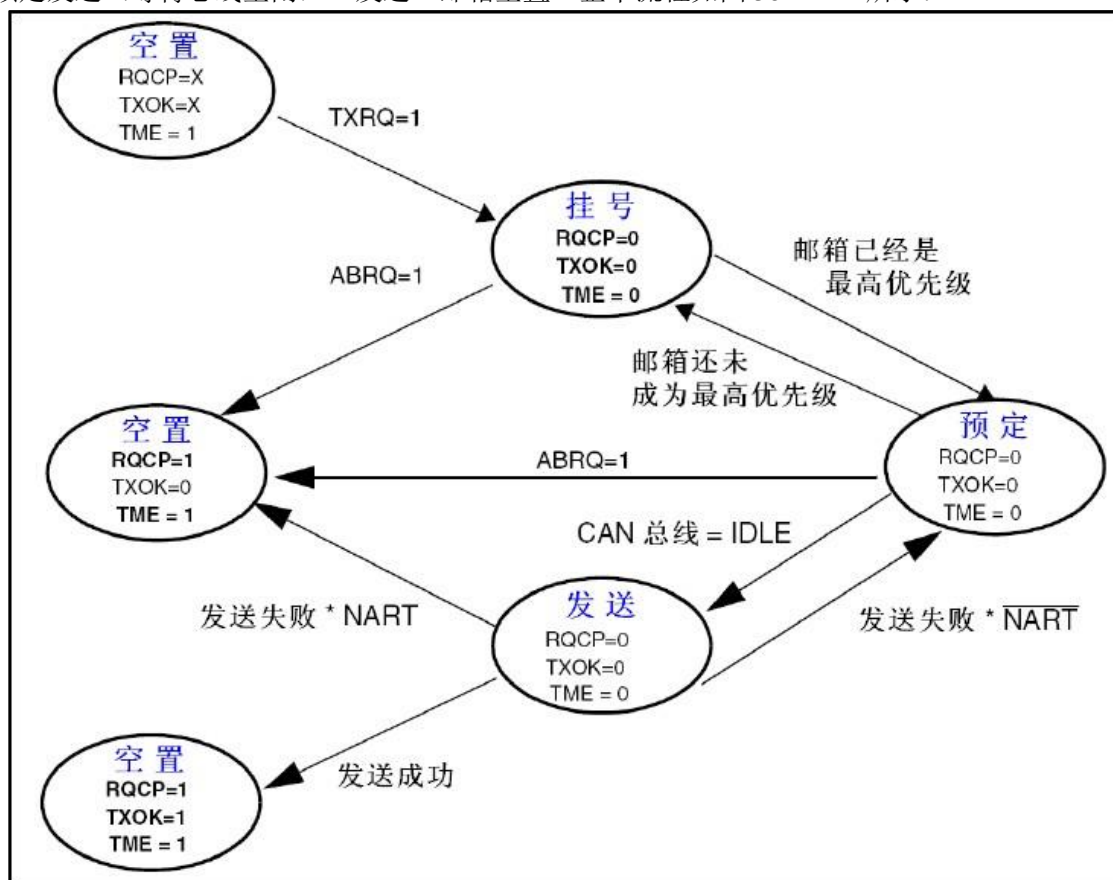 空置
RQCP=X
TXOK=X
TME = 1
TXRQ=1
挂号
RQCP=0
TXOK=0
TME = 0
邮箱已经是
最高优先级
ABRQ=1
邮箱还未
成为最高优先级
空置
RQCP=1
TXOK=0
TME = 1
预定
RQCP=0
TXOK=0
TME = 0
ABRQ=1
CAN 总线 = IDLE
发送失败 * NART
发送
RQCP=0
TXOK=0
TME = 0
发送失败 * N̅A̅R̅T̅
发送成功
空置
RQCP=1
TXOK=1
TME = 1